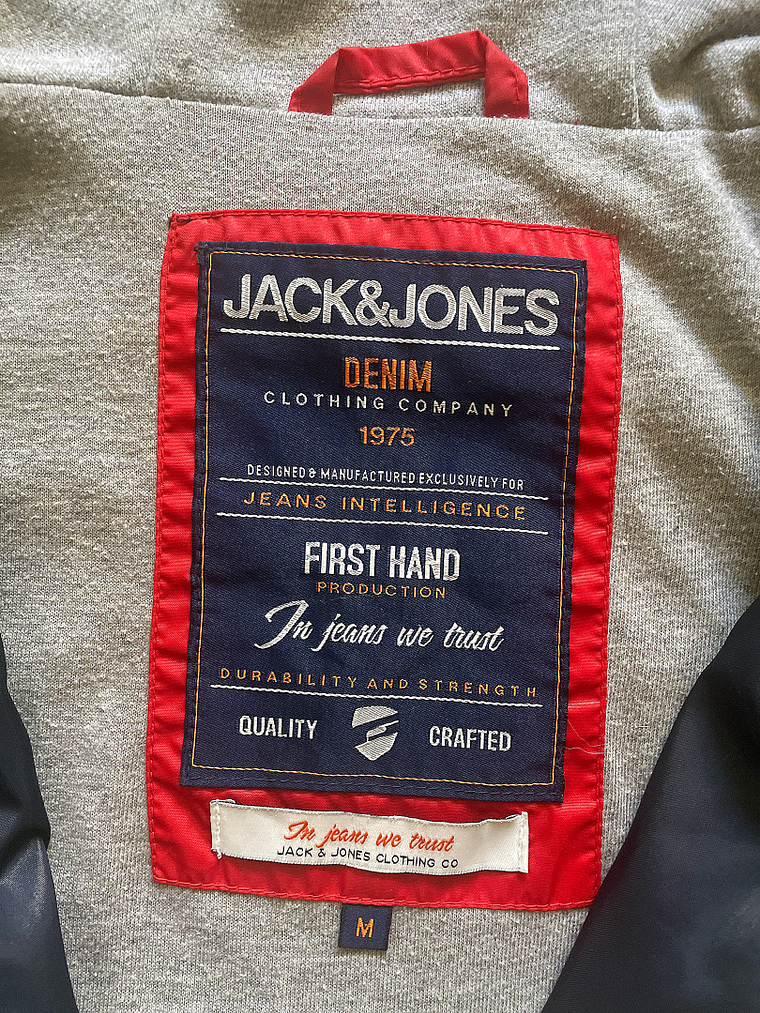 JACK&JONES
DENIM
CLOTHING COMPANY
1975
DESIGNED & MANUFACTURED EXCLUSIVELY FOR
JEANS INTELLIGENCE
FIRST HAND
PRODUCTION
In jeans we trust
DURABILITY AND STRENGTH
QUALITY CRAFTED
In jeans we trust
JACK & JONES CLOTHING CO
M